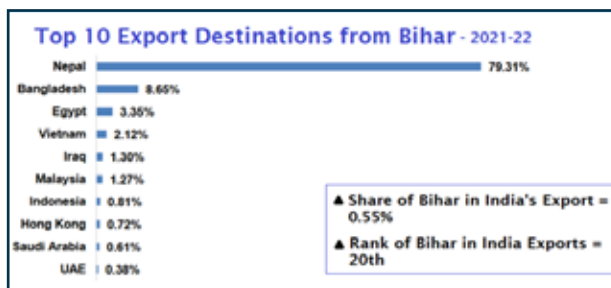 Top 10 Export Destinations from Bihar - 2021-22
Nepal 79.31%
Bangladesh 8.65%
Egypt 3.35%
Vietnam 2.12%
Iraq 1.30%
Malaysia 1.27%
Indonesia 0.81%
Hong Kong 0.72%
Saudi Arabia 0.61%
UAE 0.38%
▲ Share of Bihar in India's Export =
0.55%
▲ Rank of Bihar in India Exports =
20th